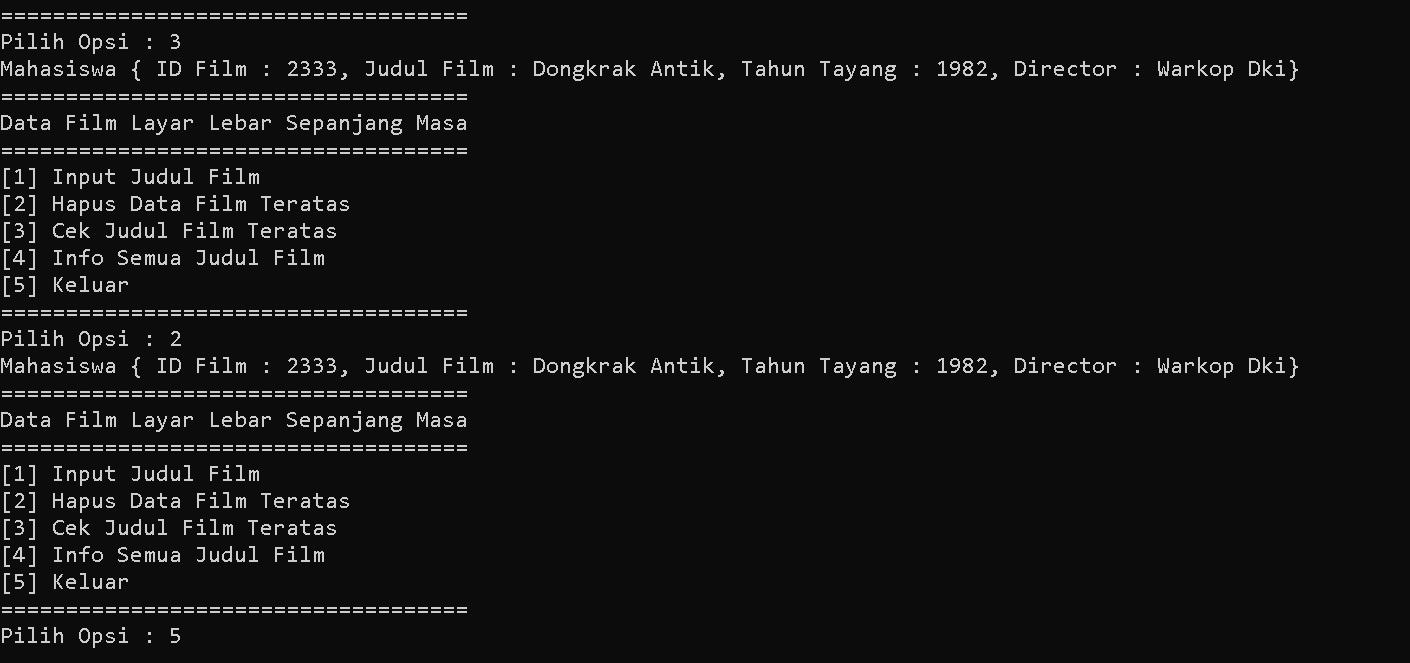 ====================================
Pilih Opsi : 3
Mahasiswa { ID Film : 2333, Judul Film : Dongkrak Antik, Tahun Tayang : 1982, Director : Warkop Dki}
====================================
Data Film Layar Lebar Sepanjang Masa
====================================
[1] Input Judul Film
[2] Hapus Data Film Teratas
[3] Cek Judul Film Teratas
[4] Info Semua Judul Film
[5] Keluar
====================================
Pilih Opsi : 2
Mahasiswa { ID Film : 2333, Judul Film : Dongkrak Antik, Tahun Tayang : 1982, Director : Warkop Dki}
====================================
Data Film Layar Lebar Sepanjang Masa
====================================
[1] Input Judul Film
[2] Hapus Data Film Teratas
[3] Cek Judul Film Teratas
[4] Info Semua Judul Film
[5] Keluar
====================================
Pilih Opsi : 5